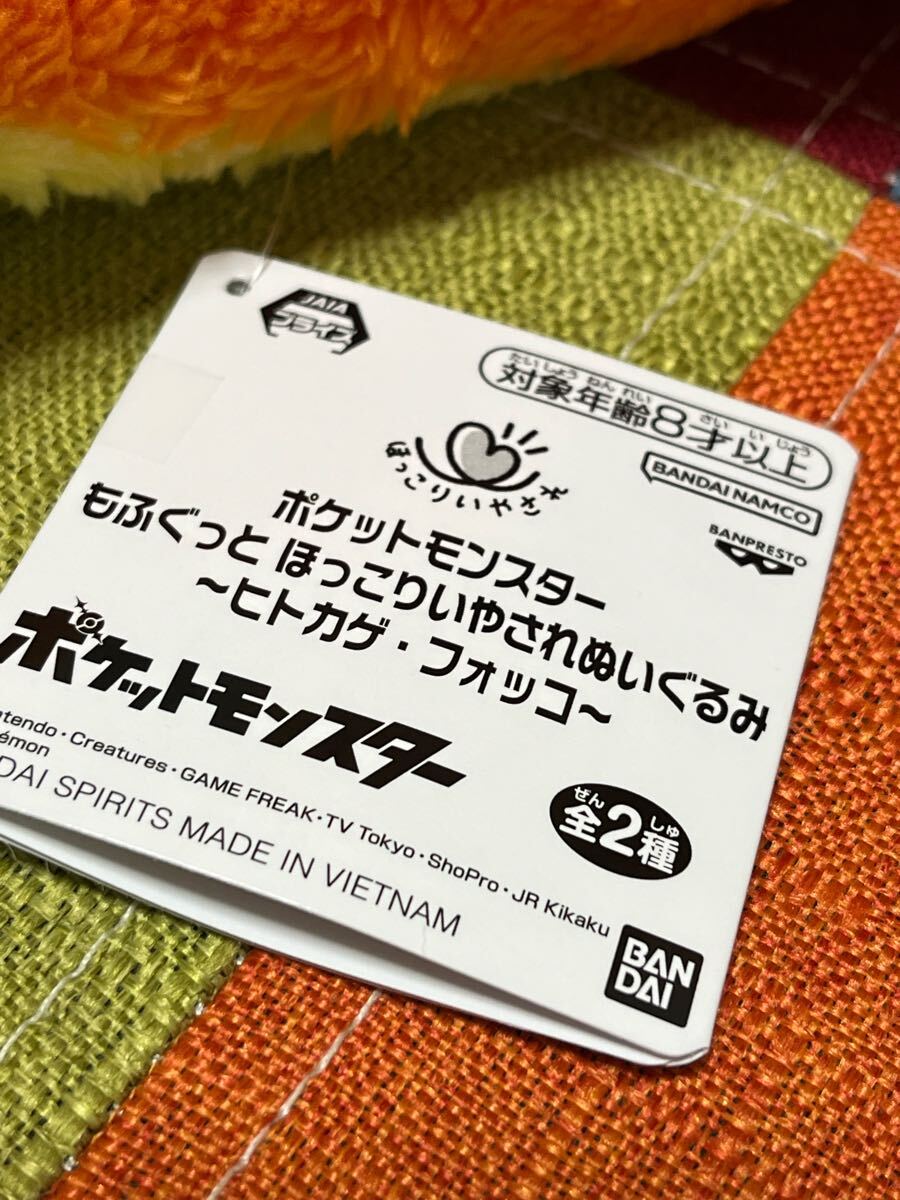 JAIA
プライズ
たいしょうねんれい さい いじょう
対象年齢8才以上
ほっこりいやされ
BANDAI NAMCO
BANPRESTO
ポケットモンスター
もふぐっと ほっこりいやされぬいぐるみ
~ヒトカゲ・フォッコ~
ポケットモンスター
ぜん しゅ
全2種
・Creatures・GAME FREAK・TV Tokyo・ShoPro・JR Kikaku
SPIRITS MADE IN VIETNAM
BAN
DAI